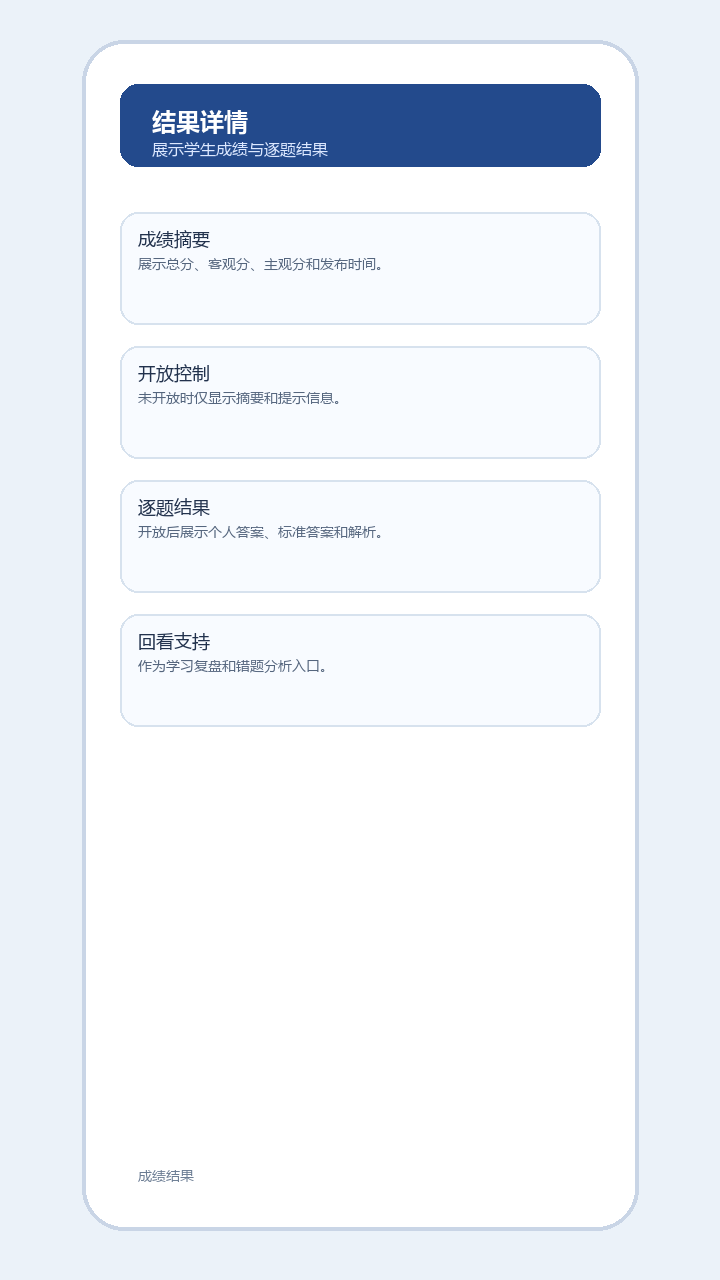 结果详情
展示学生成绩与逐题结果
成绩摘要
展示总分、客观分、主观分和发布时间。
开放控制
未开放时仅显示摘要和提示信息。
逐题结果
开放后展示个人答案、标准答案和解析。
回看支持
作为学习复盘和错题分析入口。
成绩结果